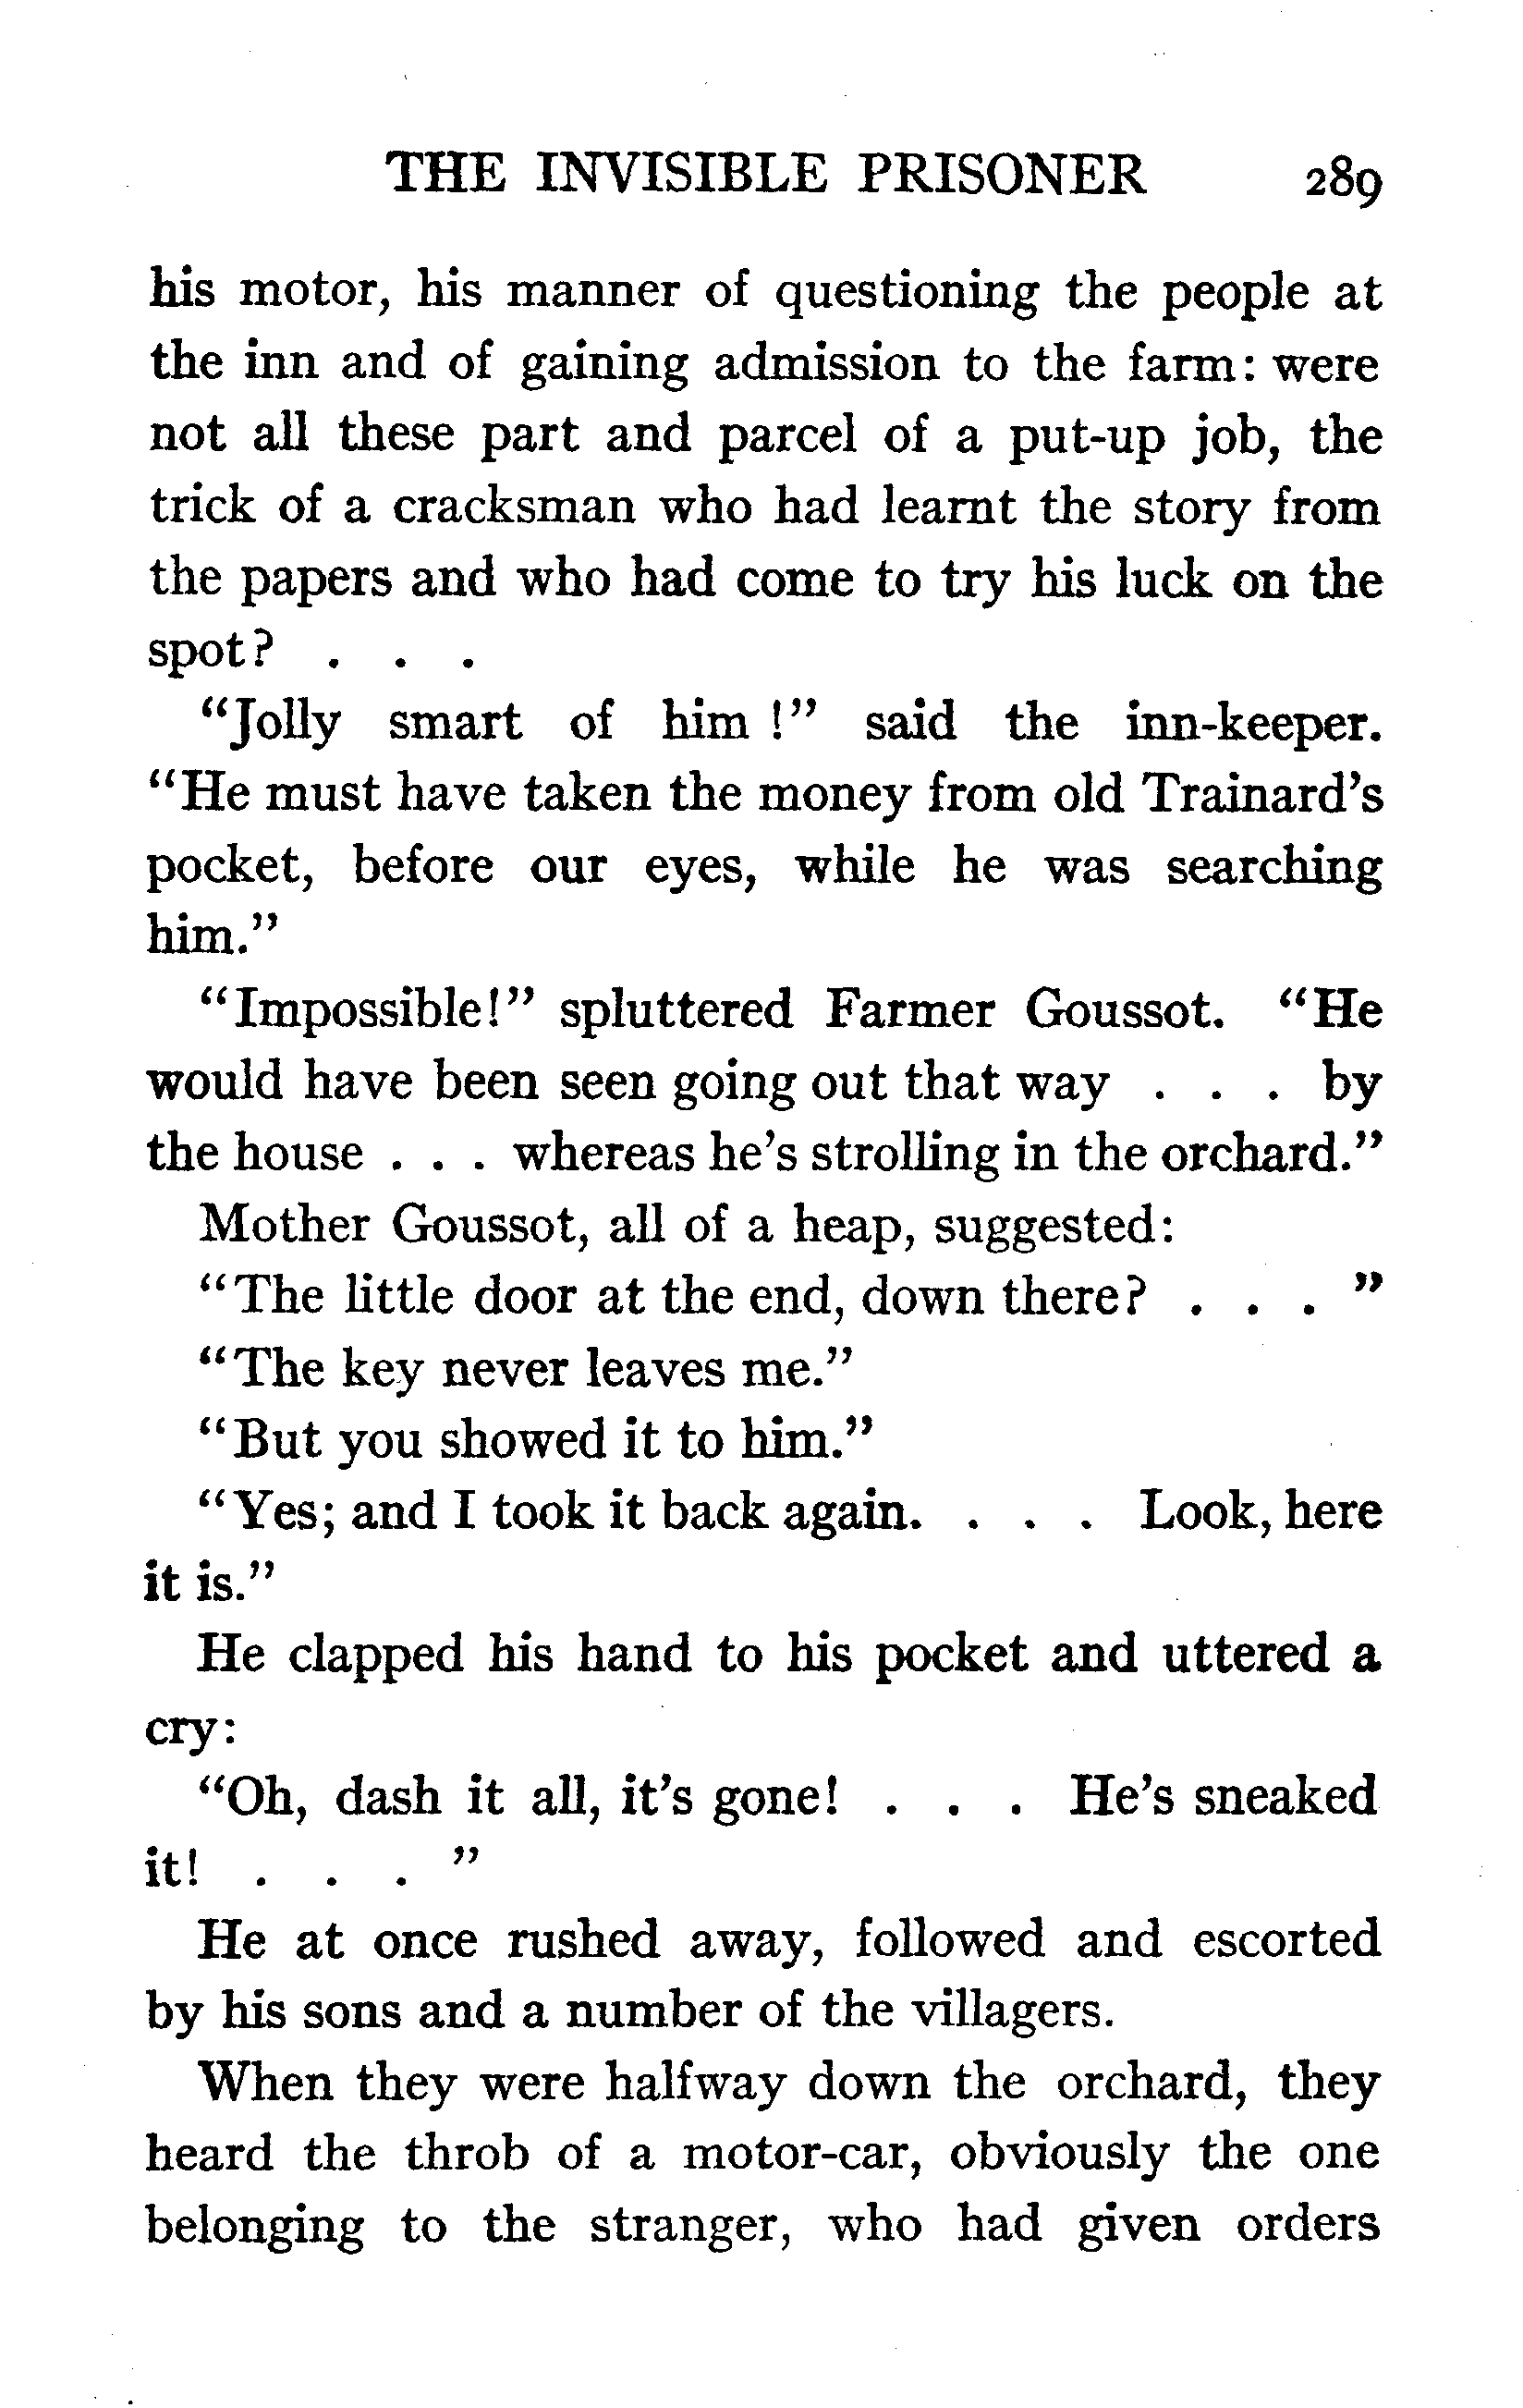 THE INVISIBLE PRISONER 289
his motor, his manner of questioning the people at
the inn and of gaining admission to the farm: were
not all these part and parcel of a put-up job, the
trick of a cracksman who had learnt the story from
the papers and who had come to try his luck on the
spot? . . .
"Jolly smart of him !" said the inn-keeper.
"He must have taken the money from old Trainard's
pocket, before our eyes, while he was searching
him."
"Impossible!" spluttered Farmer Goussot. "He
would have been seen going out that way . . . by
the house . . . whereas he's strolling in the orchard."
Mother Goussot, all of a heap, suggested:
"The little door at the end, down there? . . . "
"The key never leaves me."
"But you showed it to him."
"Yes; and I took it back again. . . . Look, here
it is."
He clapped his hand to his pocket and uttered a
cry:
"Oh, dash it all, it's gone! . . . He's sneaked
it! . . . "
He at once rushed away, followed and escorted
by his sons and a number of the villagers.
When they were halfway down the orchard, they
heard the throb of a motor-car, obviously the one
belonging to the stranger, who had given orders